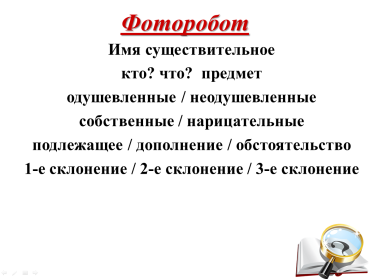 Фоторобот
Имя существительное
кто? что? предмет
одушевленные / неодушевленные
собственные / нарицательные
подлежащее / дополнение / обстоятельство
1-е склонение / 2-е склонение / 3-е склонение